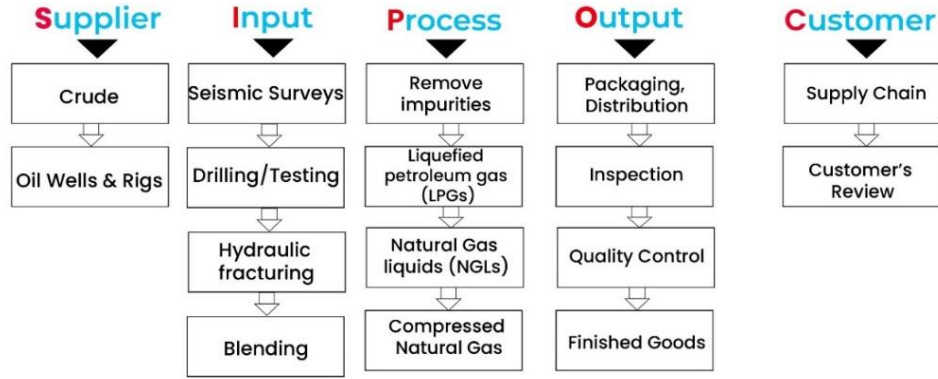 Supplier
Crude
Oil Wells & Rigs
Input
Seismic Surveys
Drilling/Testing
Hydraulic
fracturing
Blending
Process
Remove
impurities
Liquefied
petroleum gas
(LPGs)
Natural Gas
liquids (NGLs)
Compressed
Natural Gas
Output
Packaging,
Distribution
Inspection
Quality Control
Finished Goods
Customer
Supply Chain
Customer's
Review